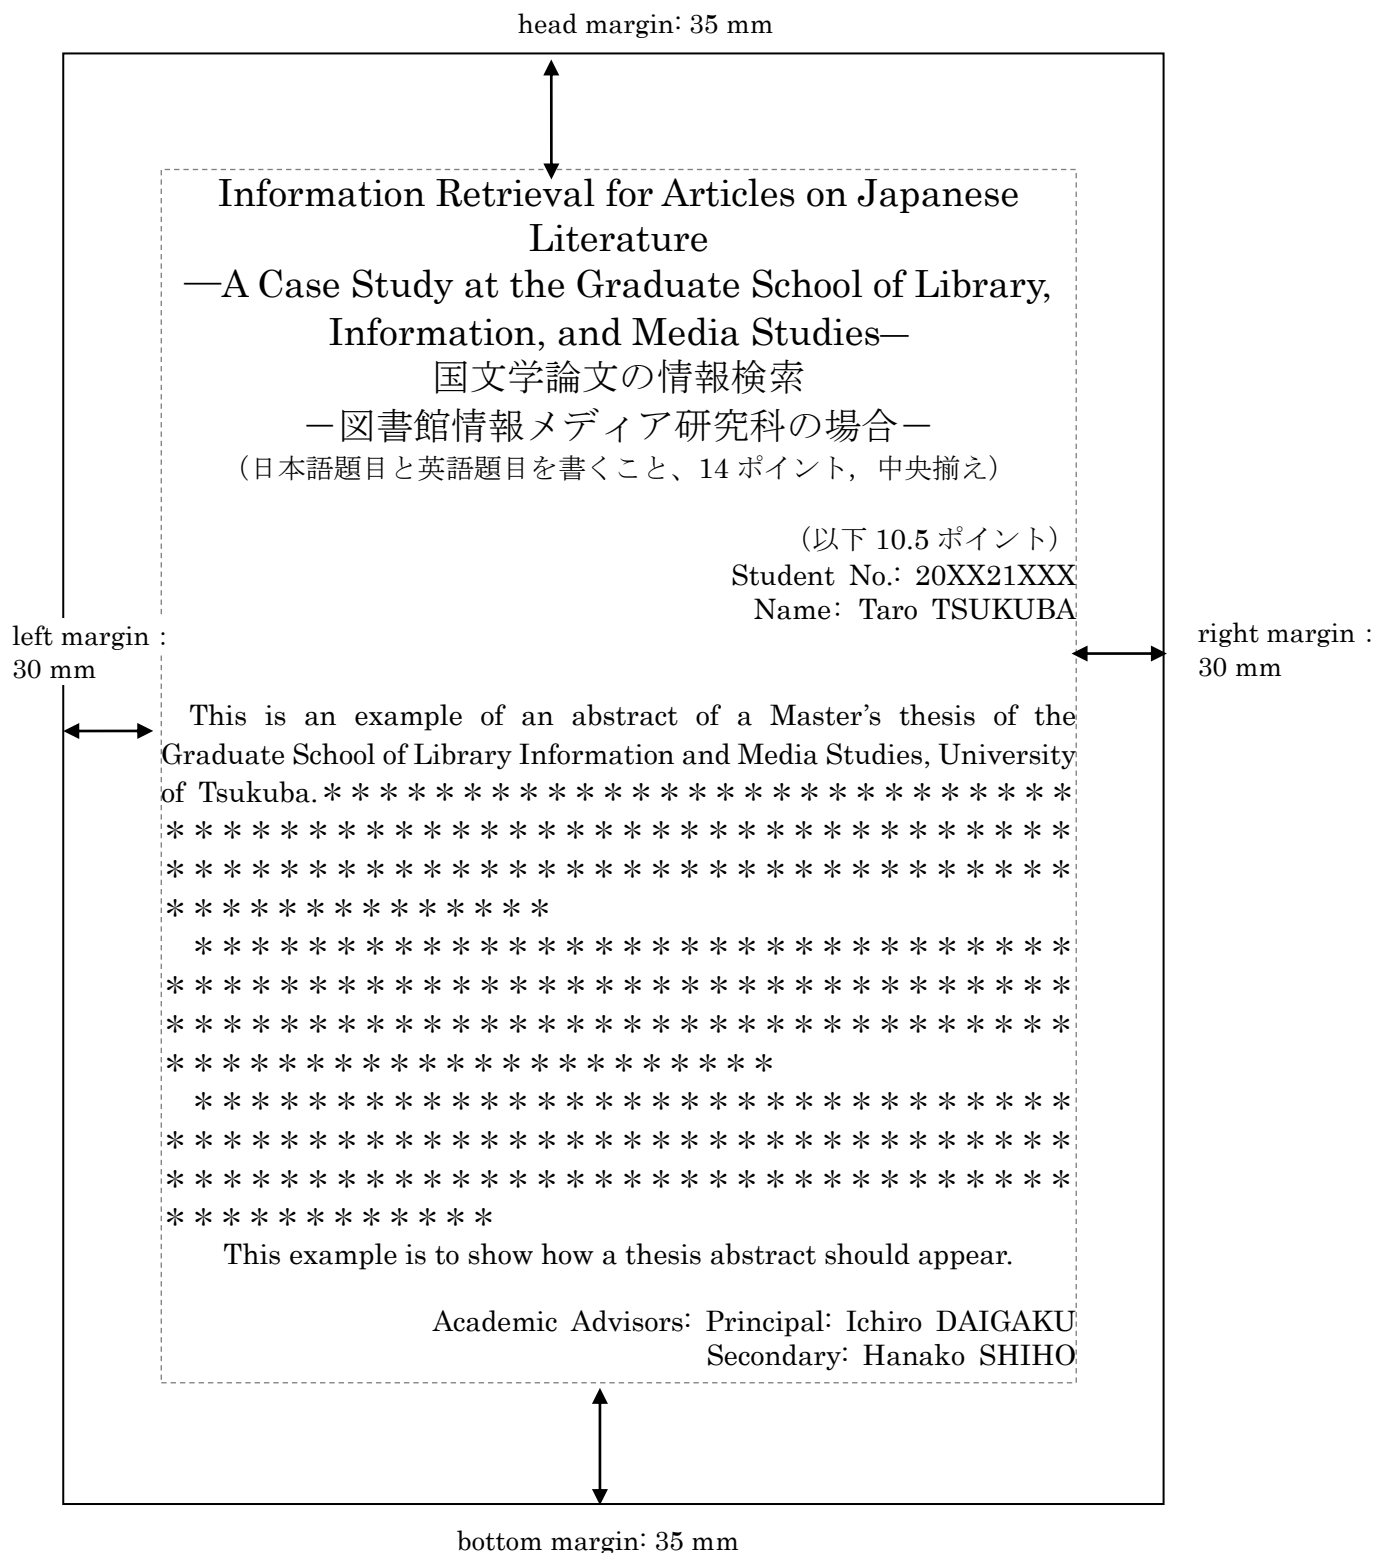 head margin: 35 mm
Information Retrieval for Articles on Japanese
Literature
―A Case Study at the Graduate School of Library,
Information, and Media Studies―
国文学論文の情報検索
－図書館情報メディア研究科の場合－
（日本語題目と英語題目を書くこと、14 ポイント，中央揃え）
（以下 10.5 ポイント）
Student No.: 20XX21XXX
Name: Taro TSUKUBA
left margin：
30 mm
right margin：
30 mm
This is an example of an abstract of a Master’s thesis of the
Graduate School of Library Information and Media Studies, University
of Tsukuba.＊＊＊＊＊＊＊＊＊＊＊＊＊＊＊＊＊＊＊＊＊＊＊＊＊＊＊
＊＊＊＊＊＊＊＊＊＊＊＊＊＊＊＊＊＊＊＊＊＊＊＊＊＊＊＊＊＊＊＊
＊＊＊＊＊＊＊＊＊＊＊＊＊＊＊＊＊＊＊＊＊＊＊＊＊＊＊＊＊＊＊＊
＊＊＊＊＊＊＊＊＊＊＊＊＊＊
＊＊＊＊＊＊＊＊＊＊＊＊＊＊＊＊＊＊＊＊＊＊＊＊＊＊＊＊＊＊＊
＊＊＊＊＊＊＊＊＊＊＊＊＊＊＊＊＊＊＊＊＊＊＊＊＊＊＊＊＊＊＊＊
＊＊＊＊＊＊＊＊＊＊＊＊＊＊＊＊＊＊＊＊＊＊＊＊＊＊＊＊＊＊＊＊
＊＊＊＊＊＊＊＊＊＊＊＊＊＊＊＊＊＊＊＊＊＊
＊＊＊＊＊＊＊＊＊＊＊＊＊＊＊＊＊＊＊＊＊＊＊＊＊＊＊＊＊＊＊
＊＊＊＊＊＊＊＊＊＊＊＊＊＊＊＊＊＊＊＊＊＊＊＊＊＊＊＊＊＊＊＊
＊＊＊＊＊＊＊＊＊＊＊＊＊＊＊＊＊＊＊＊＊＊＊＊＊＊＊＊＊＊＊＊
＊＊＊＊＊＊＊＊＊＊＊＊
This example is to show how a thesis abstract should appear.
Academic Advisors: Principal: Ichiro DAIGAKU
Secondary: Hanako SHIHO
bottom margin: 35 mm